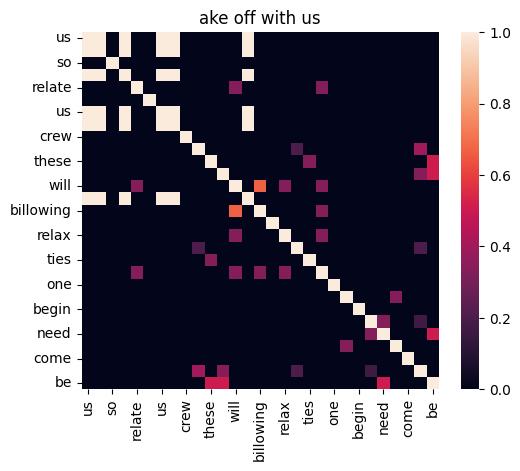 ake off with us
us
so
relate
us
crew
these
will
billowing
relax
ties
one
begin
need
come
be
us
so
relate
us
crew
these
will
billowing
relax
ties
one
begin
need
come
be
1.0
0.8
0.6
0.4
0.2
0.0